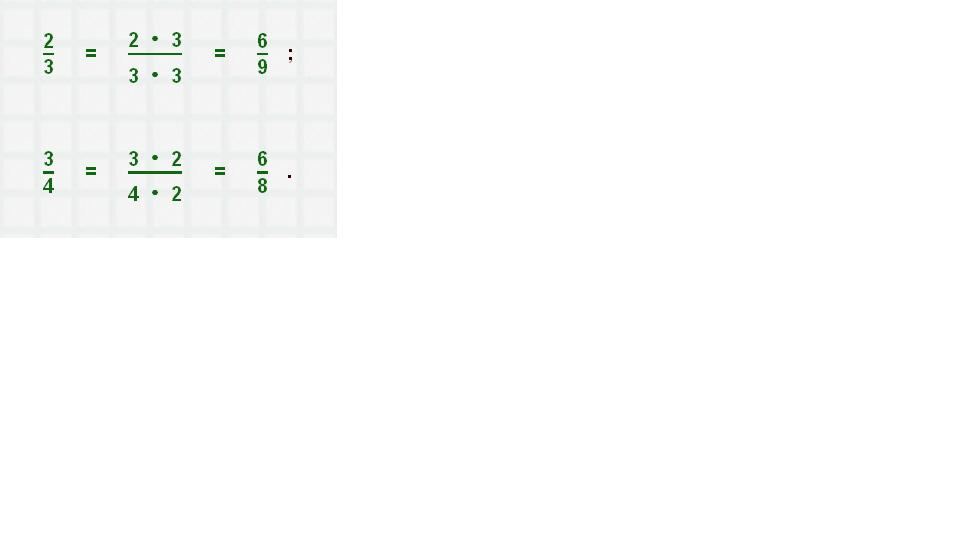 2/3 = 2 · 3 / 3 · 3 = 6/9 ;
3/4 = 3 · 2 / 4 · 2 = 6/8 .